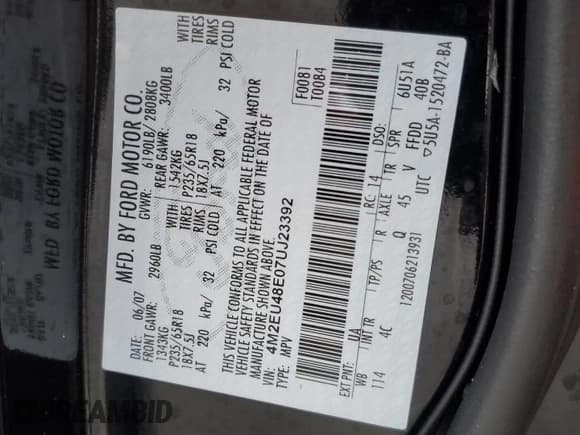 MFD. BY FORD MOTOR CO.
DATE: 06/07 GVWR: 6190LB/ 2808KG
FRONT GAWR: 2960LB REAR GAWR: 3400LB
1343KG WITH 1542KG WITH
P235/65R18 TIRES P235/65R18 TIRES
18X7.5J RIMS 18X7.5J RIMS
AT 220 kPa/ 32 PSI COLD AT 220 kPa/ 32 PSI COLD
THIS VEHICLE CONFORMS TO ALL APPLICABLE FEDERAL MOTOR
VEHICLE SAFETY STANDARDS IN EFFECT ON THE DATE OF
MANUFACTURE SHOWN ABOVE.
VIN: 4M2EU48E07UJ23392
TYPE: MPV
F0081
T0084
EXT PNT: UA RC: 14 DSO:
WB INT TR TP/PS R AXLE TR SPR 6U51A
114 4C Q 45 V FFDD 40B
1200706213931 UTC ▽5U5A-1520472-BA
FORD MOTOR CO
DREAMBID